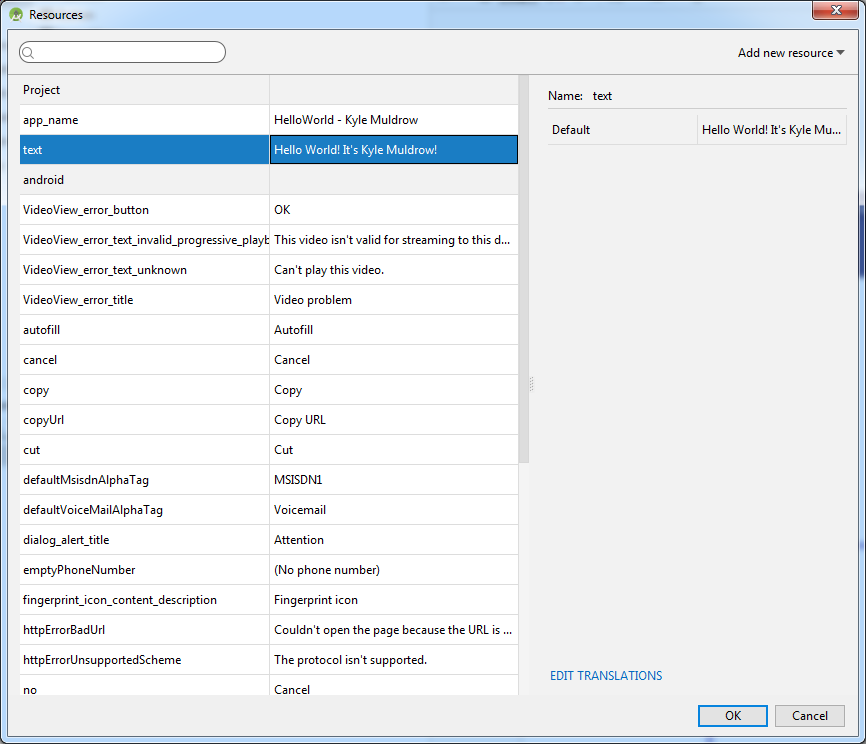 Resources
Add new resource
Project
app_name HelloWorld - Kyle Muldrow
text Hello World! It's Kyle Muldrow!
android
VideoView_error_button OK
VideoView_error_text_invalid_progressive_playb This video isn't valid for streaming to this d...
VideoView_error_text_unknown Can't play this video.
VideoView_error_title Video problem
autofill Autofill
cancel Cancel
copy Copy
copyUrl Copy URL
cut Cut
defaultMsisdnAlphaTag MSISDN1
defaultVoiceMailAlphaTag Voicemail
dialog_alert_title Attention
emptyPhoneNumber (No phone number)
fingerprint_icon_content_description Fingerprint icon
httpErrorBadUrl Couldn't open the page because the URL is ...
httpErrorUnsupportedScheme The protocol isn't supported.
no Cancel
Name: text
Default Hello World! It's Kyle Mu...
EDIT TRANSLATIONS
OK Cancel